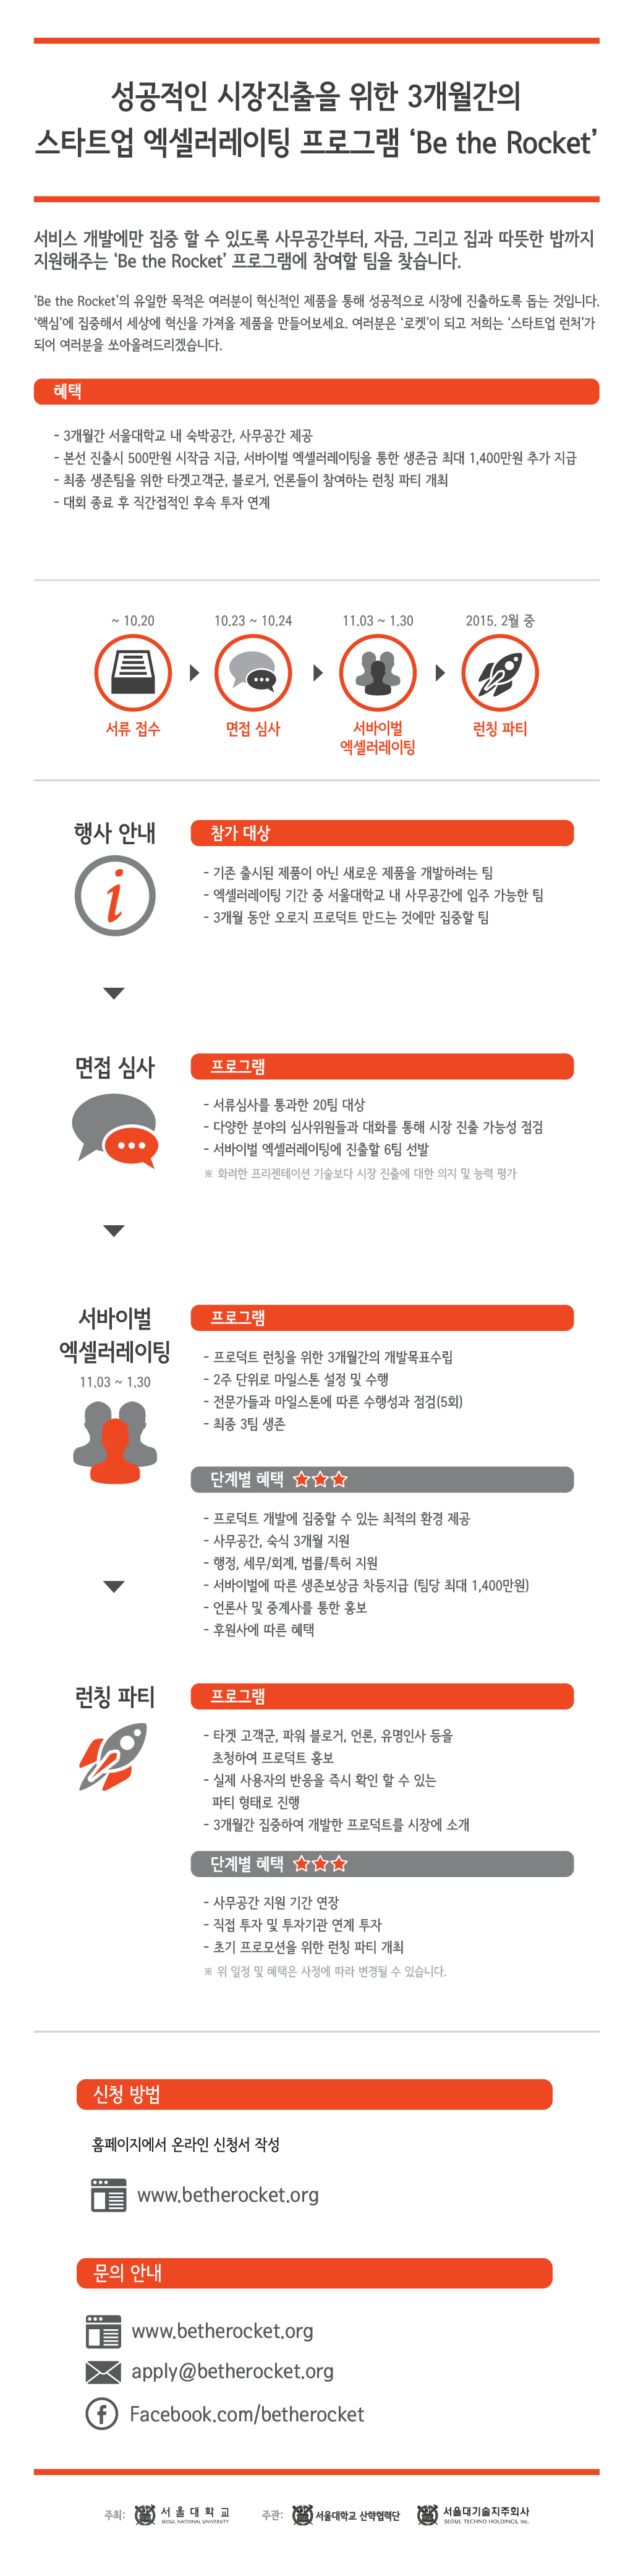 성공적인 시장진출을 위한 3개월간의
스타트업 엑셀러레이팅 프로그램 ‘Be the Rocket’
서비스 개발에만 집중 할 수 있도록 사무공간부터, 자금, 그리고 집과 따뜻한 밥까지
지원해주는 ‘Be the Rocket’ 프로그램에 참여할 팀을 찾습니다.
‘Be the Rocket’의 유일한 목적은 여러분이 혁신적인 제품을 통해 성공적으로 시장에 진출하도록 돕는 것입니다.
‘핵심’에 집중해서 세상에 혁신을 가져올 제품을 만들어보세요. 여러분은 ‘로켓’이 되고 저희는 ‘스타트업 런처’가
되어 여러분을 쏘아올려드리겠습니다.
혜택
- 3개월간 서울대학교 내 숙박공간, 사무공간 제공
- 본선 진출시 500만원 시작금 지급, 서바이벌 엑셀러레이팅을 통한 생존금 최대 1,400만원 추가 지급
- 최종 생존팀을 위한 타겟고객군, 블로거, 언론들이 참여하는 런칭 파티 개최
- 대회 종료 후 직간접적인 후속 투자 연계
~ 10.20
10.23 ~ 10.24
11.03 ~ 1.30
2015. 2월 중
서류 접수
면접 심사
서바이벌
엑셀러레이팅
런칭 파티
행사 안내
참가 대상
- 기존 출시된 제품이 아닌 새로운 제품을 개발하려는 팀
- 엑셀러레이팅 기간 중 서울대학교 내 사무공간에 입주 가능한 팀
- 3개월 동안 오로지 프로덕트 만드는 것에만 집중할 팀
면접 심사
프로그램
- 서류심사를 통과한 20팀 대상
- 다양한 분야의 심사위원들과 대화를 통해 시장 진출 가능성 점검
- 서바이벌 엑셀러레이팅에 진출할 6팀 선발
※ 화려한 프리젠테이션 기술보다 시장 진출에 대한 의지 및 능력 평가
서바이벌
엑셀러레이팅
11.03 ~ 1.30
프로그램
- 프로덕트 런칭을 위한 3개월간의 개발목표수립
- 2주 단위로 마일스톤 설정 및 수행
- 전문가들과 마일스톤에 따른 수행성과 점검(5회)
- 최종 3팀 생존
단계별 혜택
- 프로덕트 개발에 집중할 수 있는 최적의 환경 제공
- 사무공간, 숙식 3개월 지원
- 행정, 세무/회계, 법률/특허 지원
- 서바이벌에 따른 생존보상금 차등지급 (팀당 최대 1,400만원)
- 언론사 및 중계사를 통한 홍보
- 후원사에 따른 혜택
런칭 파티
프로그램
- 타겟 고객군, 파워 블로거, 언론, 유명인사 등을
초청하여 프로덕트 홍보
- 실제 사용자의 반응을 즉시 확인 할 수 있는
파티 형태로 진행
- 3개월간 집중하여 개발한 프로덕트를 시장에 소개
단계별 혜택
- 사무공간 지원 기간 연장
- 직접 투자 및 투자기관 연계 투자
- 초기 프로모션을 위한 런칭 파티 개최
※ 위 일정 및 혜택은 사정에 따라 변경될 수 있습니다.
신청 방법
홈페이지에서 온라인 신청서 작성
www.betherocket.org
문의 안내
www.betherocket.org
apply@betherocket.org
Facebook.com/betherocket
주최: 서울대학교 SEOUL NATIONAL UNIVERSITY 주관: 서울대학교 산학협력단 서울대기술지주회사 SEOUL TECHNO HOLDINGS, Inc.